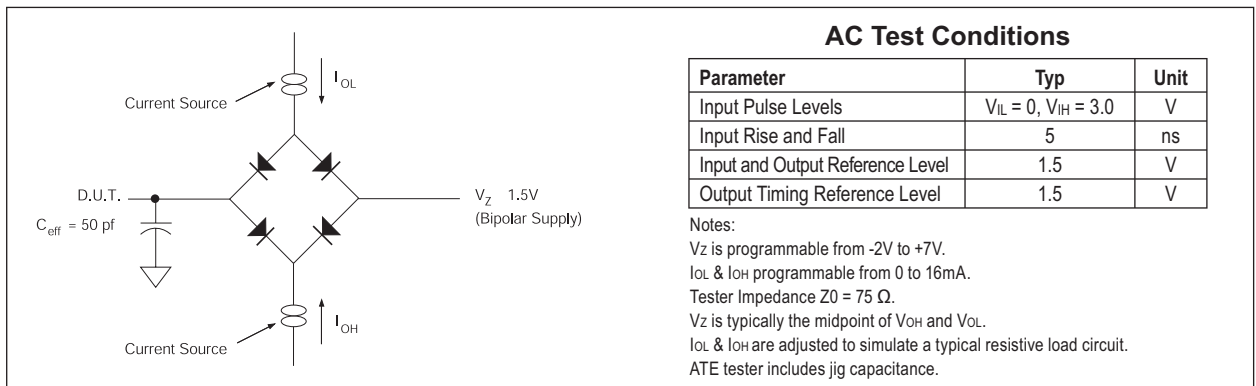 I OL
Current Source
D.U.T.
C eff = 50 pf
V Z 1.5V
(Bipolar Supply)
I OH
Current Source
AC Test Conditions
Parameter Typ Unit
Input Pulse Levels VIL = 0, VIH = 3.0 V
Input Rise and Fall 5 ns
Input and Output Reference Level 1.5 V
Output Timing Reference Level 1.5 V
Notes:
VZ is programmable from -2V to +7V.
IOL & IOH programmable from 0 to 16mA.
Tester Impedance Z0 = 75 Ω.
VZ is typically the midpoint of VOH and VOL.
IOL & IOH are adjusted to simulate a typical resistive load circuit.
ATE tester includes jig capacitance.